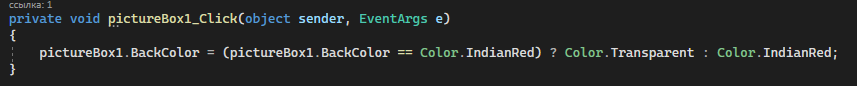 ссылка: 1
private void pictureBox1_Click(object sender, EventArgs e)
{
pictureBox1.BackColor = (pictureBox1.BackColor == Color.IndianRed) ? Color.Transparent : Color.IndianRed;
}